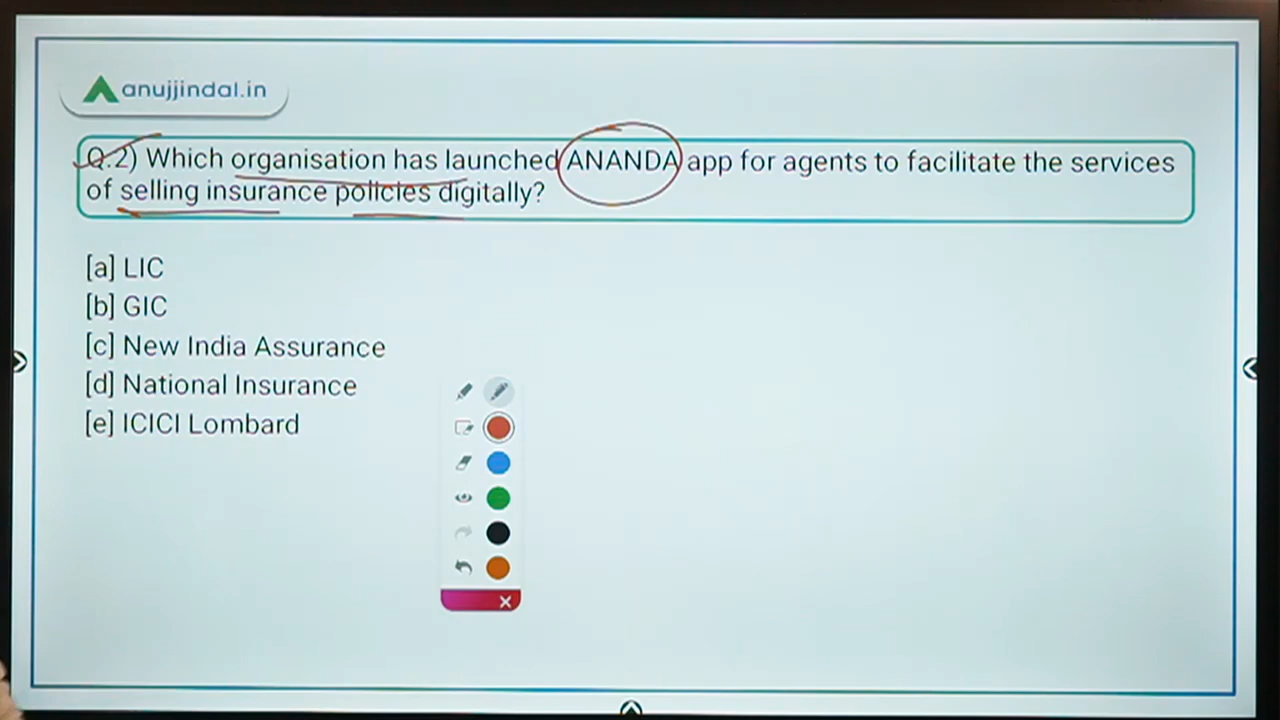 anujjindal.in
Q.2) Which organisation has launched ANANDA app for agents to facilitate the services
of selling insurance policies digitally?
[a] LIC
[b] GIC
[c] New India Assurance
[d] National Insurance
[e] ICICI Lombard